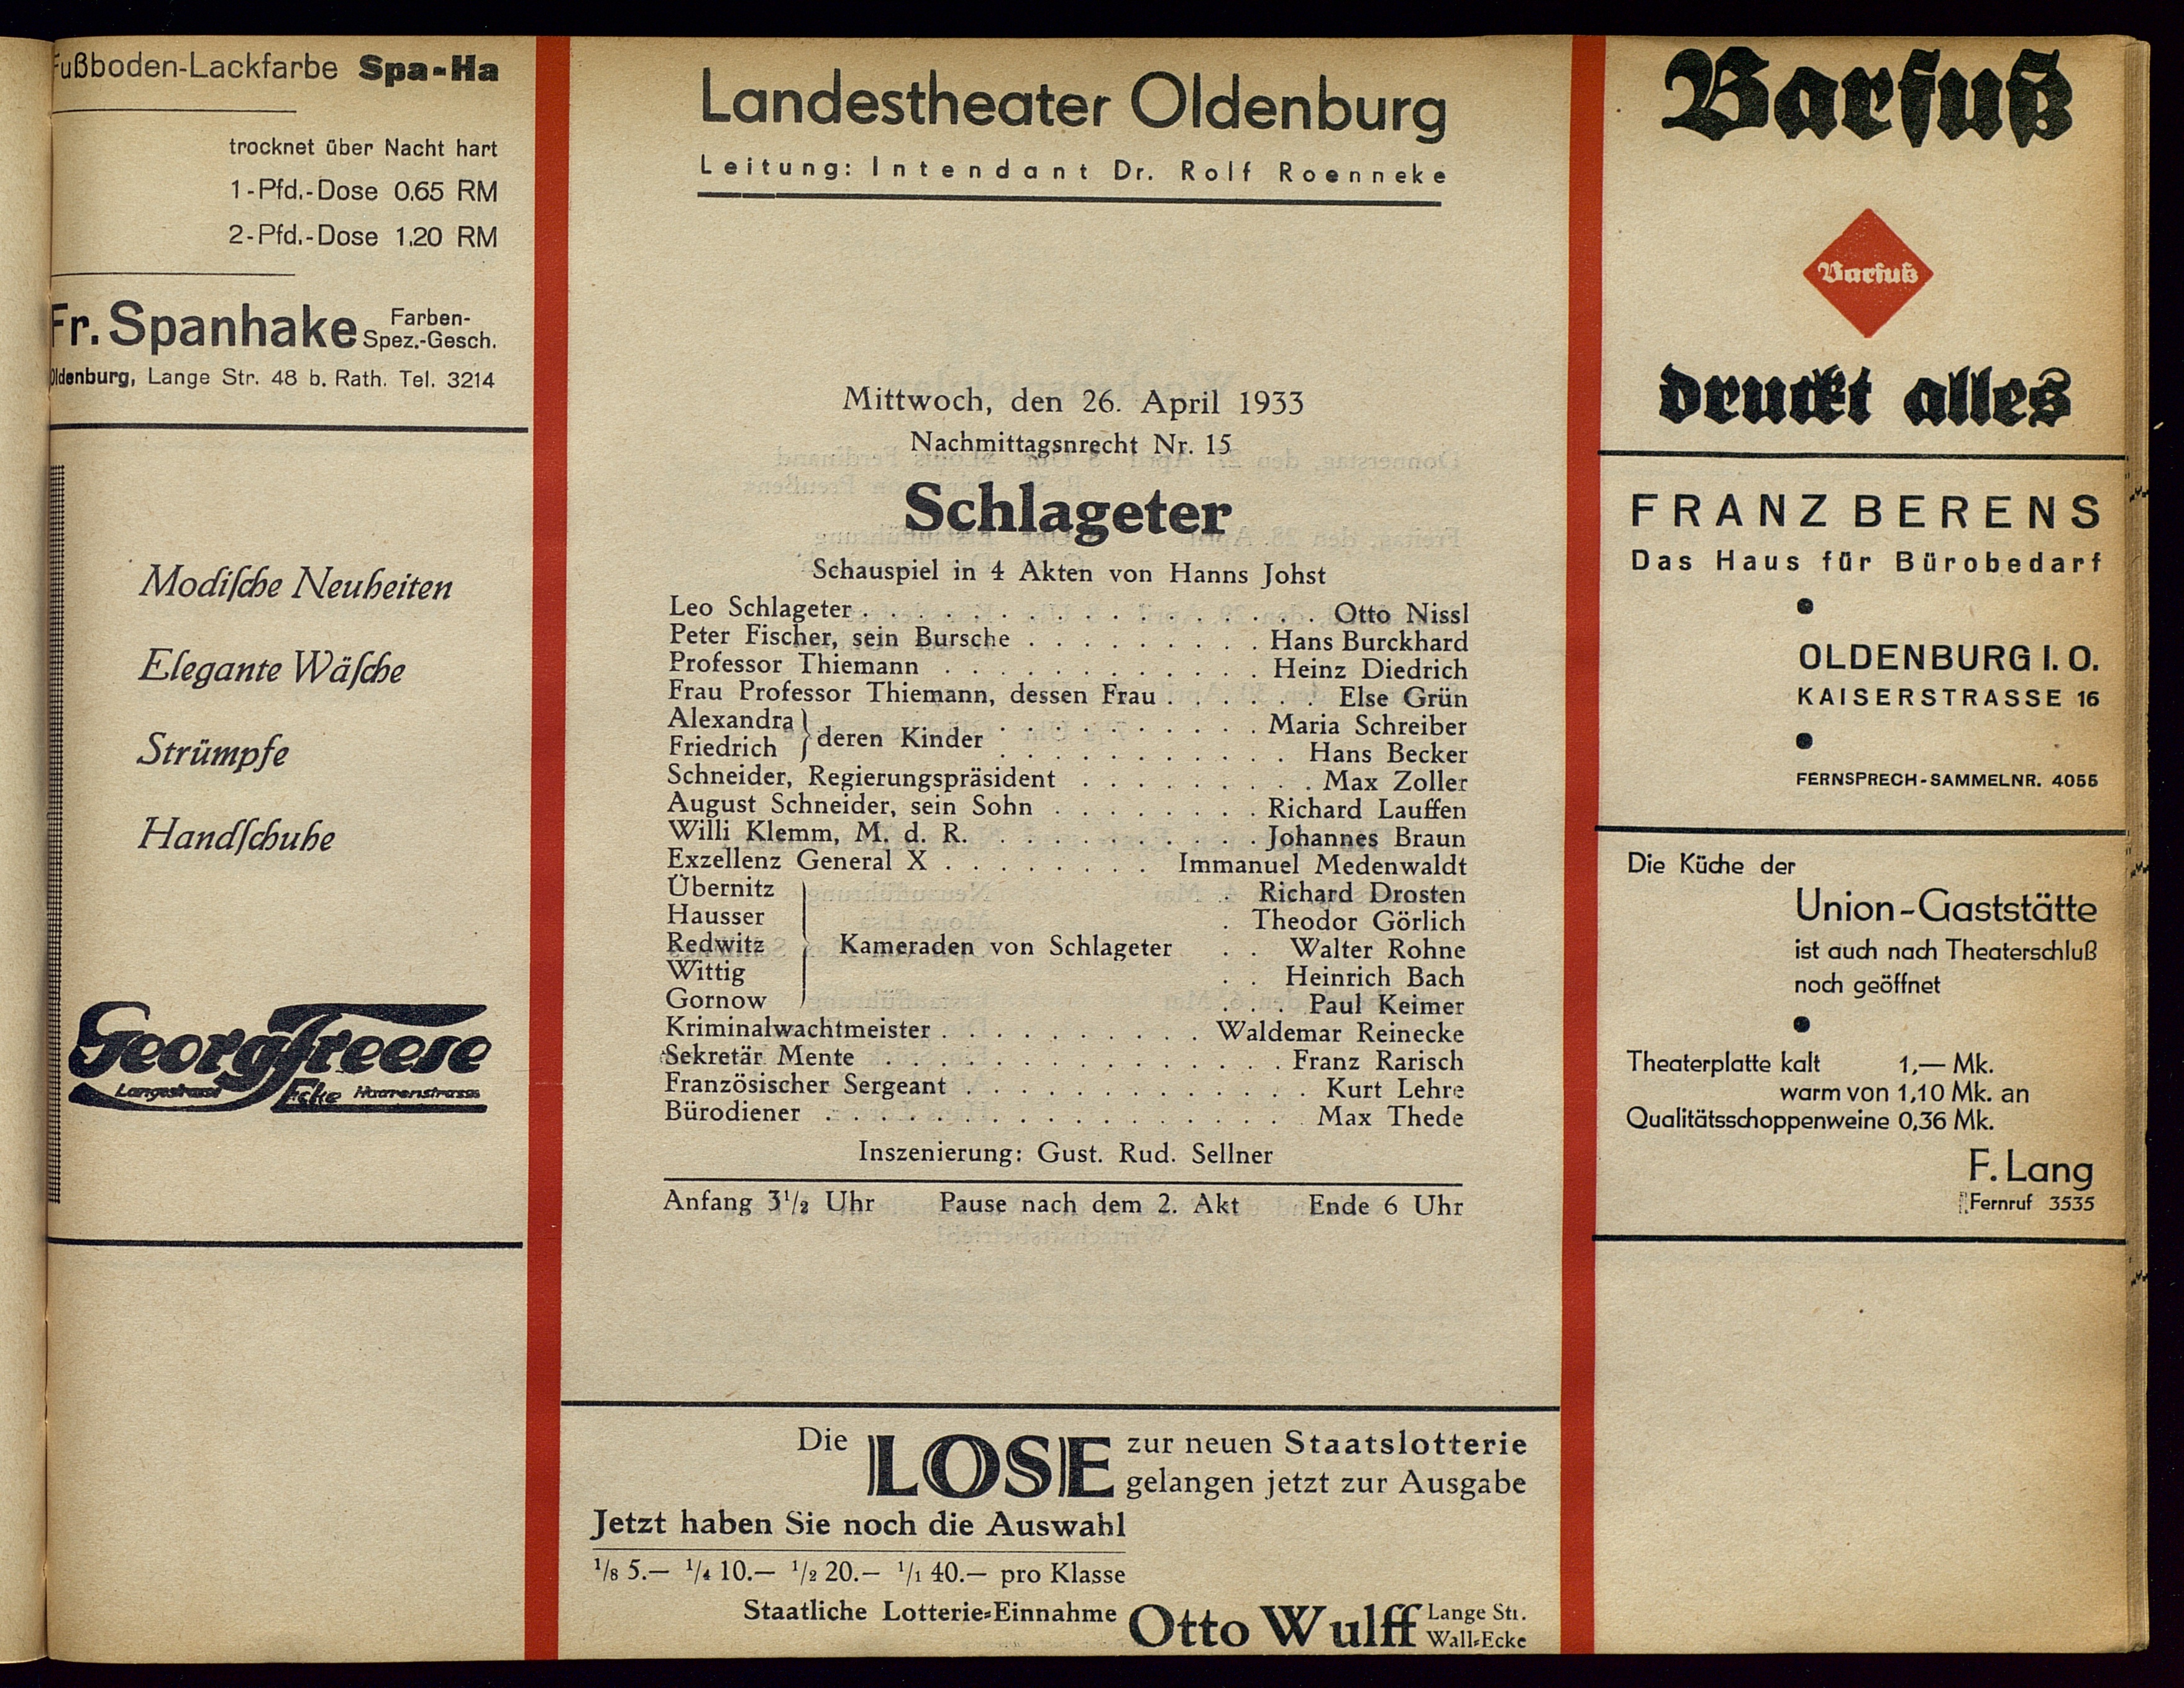 Fußboden-Lackfarbe Spa-Ha
trocknet über Nacht hart
1-Pfd.-Dose 0.65 RM
2-Pfd.-Dose 1.20 RM
Fr. Spanhake Farben-
Spez.-Gesch.
Oldenburg, Lange Str. 48 b. Rath. Tel. 3214
Modische Neuheiten
Elegante Wäsche
Strümpfe
Handschuhe
Georg Freese
Langestrasse Ecke Haarenstrasse
Landestheater Oldenburg
Leitung: Intendant Dr. Rolf Roenneke
Mittwoch, den 26. April 1933
Nachmittagsnrecht Nr. 15
Schlageter
Schauspiel in 4 Akten von Hanns Johst
Leo Schlageter . . . . . . . . . . . . . . . . . Otto Nissl
Peter Fischer, sein Bursche . . . . . . . . . Hans Burckhard
Professor Thiemann . . . . . . . . . . . . Heinz Diedrich
Frau Professor Thiemann, dessen Frau . . . . . . Else Grün
Alexandra } deren Kinder . . . . . . . . . . Maria Schreiber
Friedrich } . . . . . . . . . . . Hans Becker
Schneider, Regierungspräsident . . . . . . . . . Max Zoller
August Schneider, sein Sohn . . . . . . . . Richard Lauffen
Willi Klemm, M. d. R. . . . . . . . . . . Johannes Braun
Exzellenz General X . . . . . . . . Immanuel Medenwaldt
Übernitz . Richard Drosten
Hausser . Theodor Görlich
Redwitz } Kameraden von Schlageter . . Walter Rohne
Wittig . . Heinrich Bach
Gornow . . . Paul Keimer
Kriminalwachtmeister . . . . . . . . . . Waldemar Reinecke
Sekretär Mente . . . . . . . . . . . . . . . Franz Rarisch
Französischer Sergeant . . . . . . . . . . . . . Kurt Lehre
Bürodiener . . . . . . . . . . . . . . . . . . Max Thede
Inszenierung: Gust. Rud. Sellner
Anfang 3½ Uhr Pause nach dem 2. Akt Ende 6 Uhr
Die LOSE zur neuen Staatslotterie
gelangen jetzt zur Ausgabe
Jetzt haben Sie noch die Auswahl
1/8 5.— 1/4 10.— 1/2 20.— 1/1 40.— pro Klasse
Staatliche Lotterie-Einnahme Otto Wulff Lange Str.
Wall-Ecke
Barfuß
Barfuß
druckt alles
FRANZ BERENS
Das Haus für Bürobedarf
OLDENBURG I. O.
KAISERSTRASSE 16
FERNSPRECH-SAMMELNR. 4055
Die Küche der
Union-Gaststätte
ist auch nach Theaterschluß
noch geöffnet
Theaterplatte kalt 1,— Mk.
warm von 1,10 Mk. an
Qualitätsschoppenweine 0,36 Mk.
F. Lang
Fernruf 3535